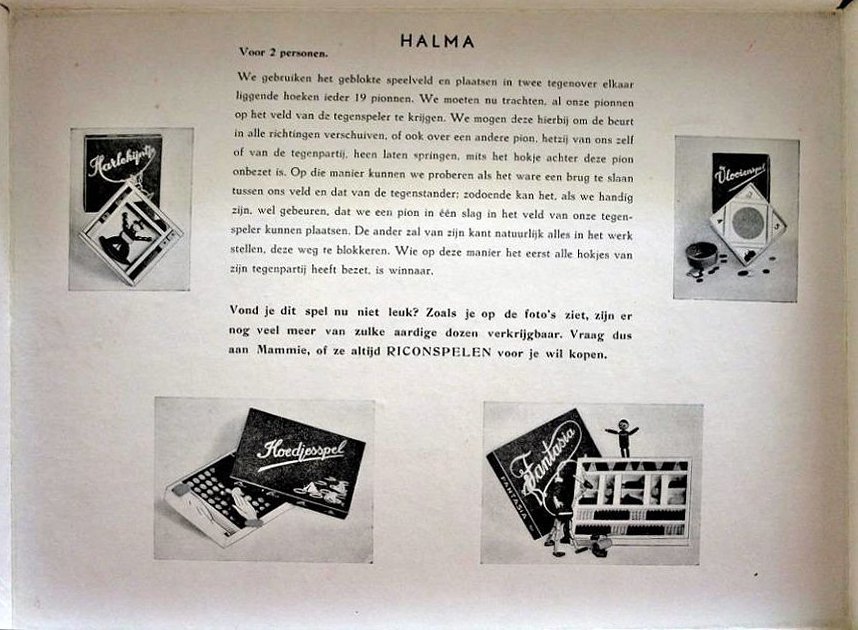 HALMA
Voor 2 personen.
We gebruiken het geblokte speelveld en plaatsen in twee tegenover elkaar
liggende hoeken ieder 19 pionnen. We moeten nu trachten, al onze pionnen
op het veld van de tegenspeler te krijgen. We mogen deze hierbij om de beurt
in alle richtingen verschuiven, of ook over een andere pion, hetzij van ons zelf
of van de tegenpartij, heen laten springen, mits het hokje achter deze pion
onbezet is. Op die manier kunnen we proberen als het ware een brug te slaan
tussen ons veld en dat van de tegenstander; zodoende kan het, als we handig
zijn, wel gebeuren, dat we een pion in één slag in het veld van onze tegen-
speler kunnen plaatsen. De ander zal van zijn kant natuurlijk alles in het werk
stellen, deze weg te blokkeren. Wie op deze manier het eerst alle hokjes van
zijn tegenpartij heeft bezet, is winnaar.
Vond je dit spel nu niet leuk? Zoals je op de foto's ziet, zijn er
nog veel meer van zulke aardige dozen verkrijgbaar. Vraag dus
aan Mammie, of ze altijd RICONSPELEN voor je wil kopen.
Harlekijntje
Vlooienspel
Hoedjesspel
Fantasia
FANTASIA